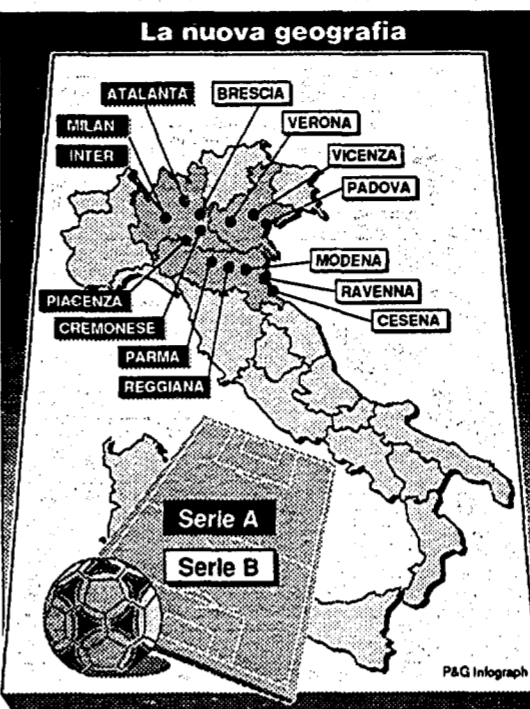 La nuova geografia
ATALANTA
BRESCIA
MILAN
VERONA
INTER
VICENZA
PADOVA
MODENA
PIACENZA
RAVENNA
CREMONESE
CESENA
PARMA
REGGIANA
Serie A
Serie B
P&G Infograph